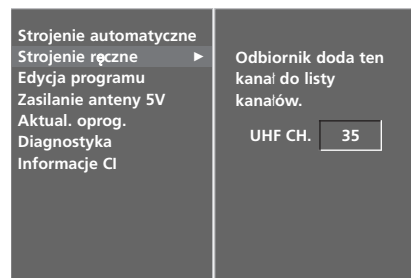 Strojenie automatyczne
Strojenie ręczne ►
Edycja programu
Zasilanie anteny 5V
Aktual. oprog.
Diagnostyka
Informacje CI
Odbiornik doda ten
kanał do listy
kanałów.
UHF CH. 35